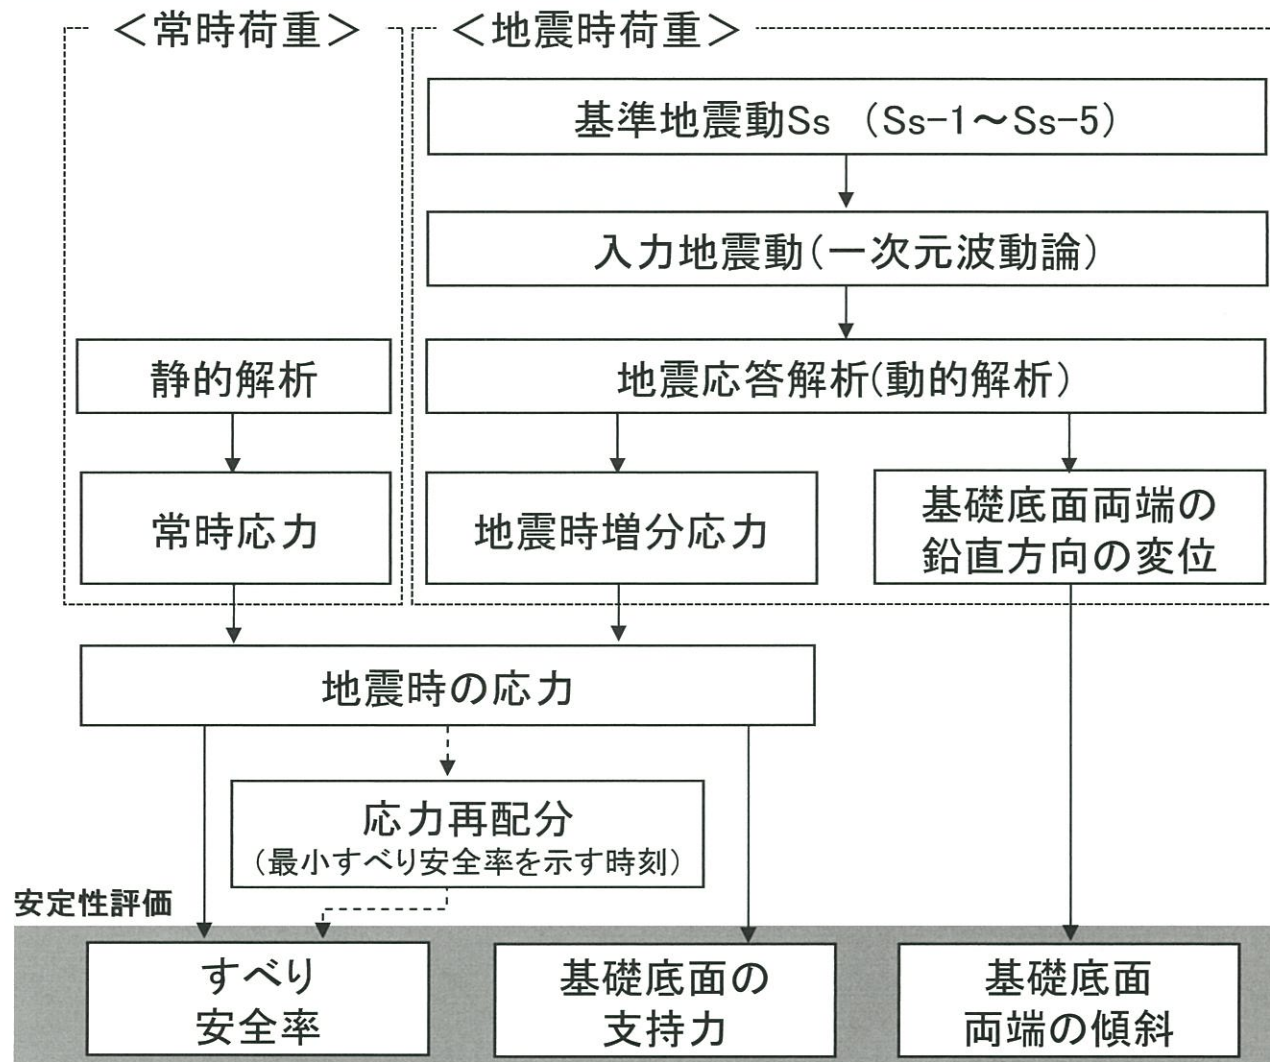 ＜常時荷重＞
＜地震時荷重＞
基準地震動Ss （Ss-1～Ss-5）
入力地震動（一次元波動論）
静的解析
地震応答解析（動的解析）
常時応力
地震時増分応力
基礎底面両端の
鉛直方向の変位
地震時の応力
応力再配分
（最小すべり安全率を示す時刻）
安定性評価
すべり
安全率
基礎底面の
支持力
基礎底面
両端の傾斜